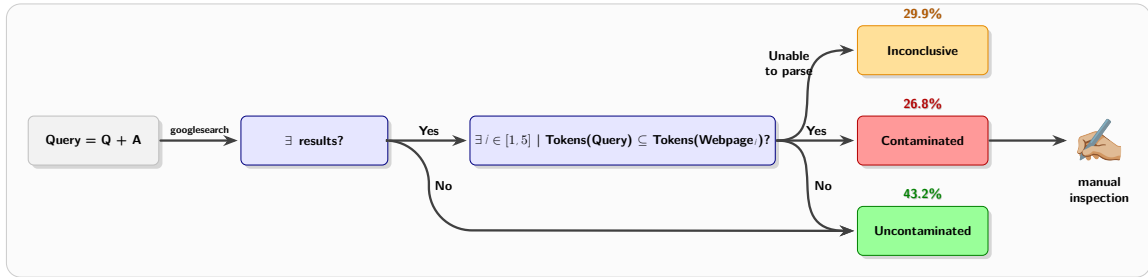 29.9%
Inconclusive
Unable
to parse
Query = Q + A
googlesearch
∃ results?
Yes
∃ i ∈ [1, 5] | Tokens(Query) ⊆ Tokens(Webpageᵢ)?
Yes
26.8%
Contaminated
manual
inspection
No
No
43.2%
Uncontaminated